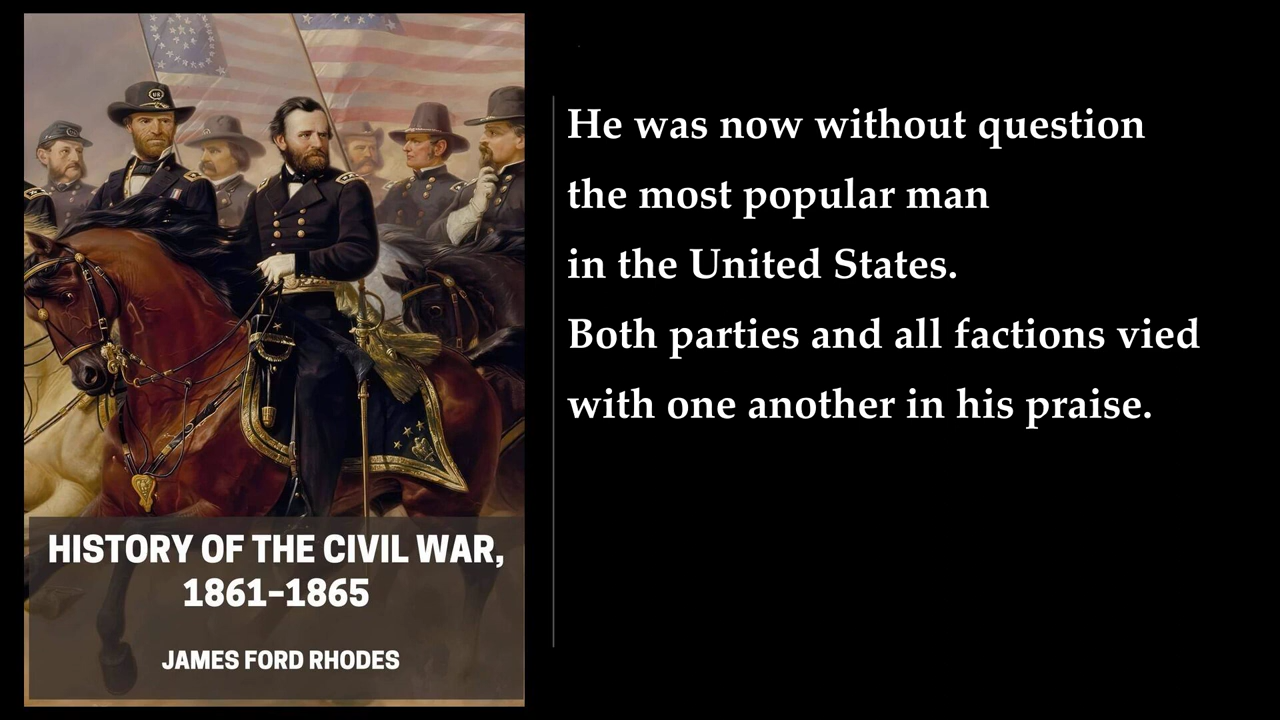 HISTORY OF THE CIVIL WAR,
1861–1865
JAMES FORD RHODES
He was now without question
the most popular man
in the United States.
Both parties and all factions vied
with one another in his praise.